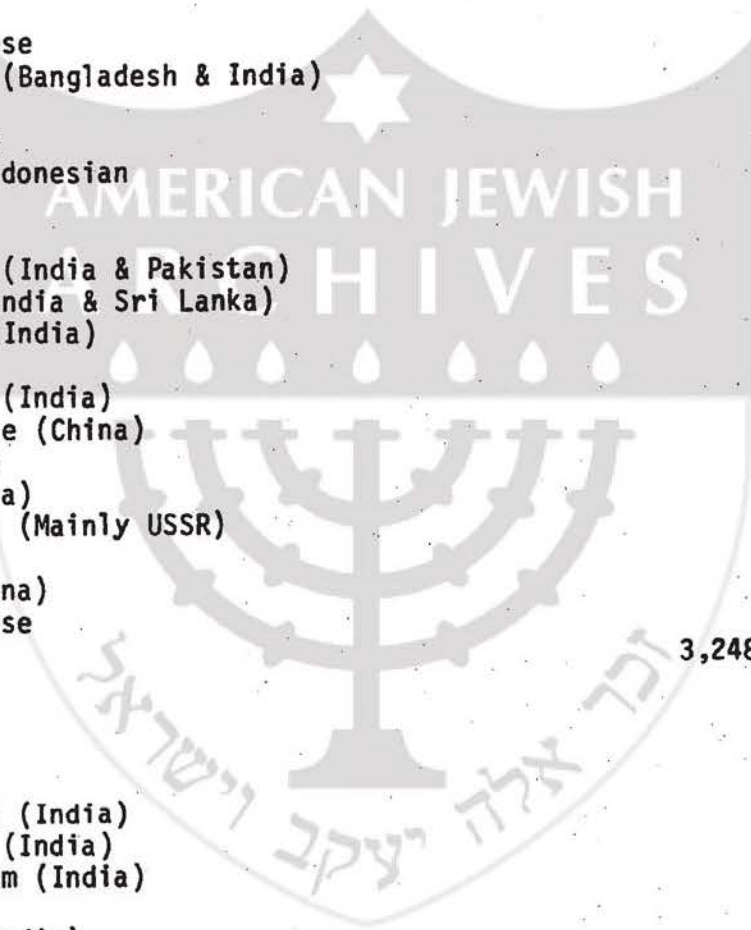 se
(Bangladesh & India)
donesian
AMERICAN JEWISH
ARCHIVES
(India & Pakistan)
ndia & Sri Lanka)
India)
(India)
e (China)
a)
(Mainly USSR)
na)
se
3,248
זכר אלה יעקב וישראל
(India)
(India)
m (India)